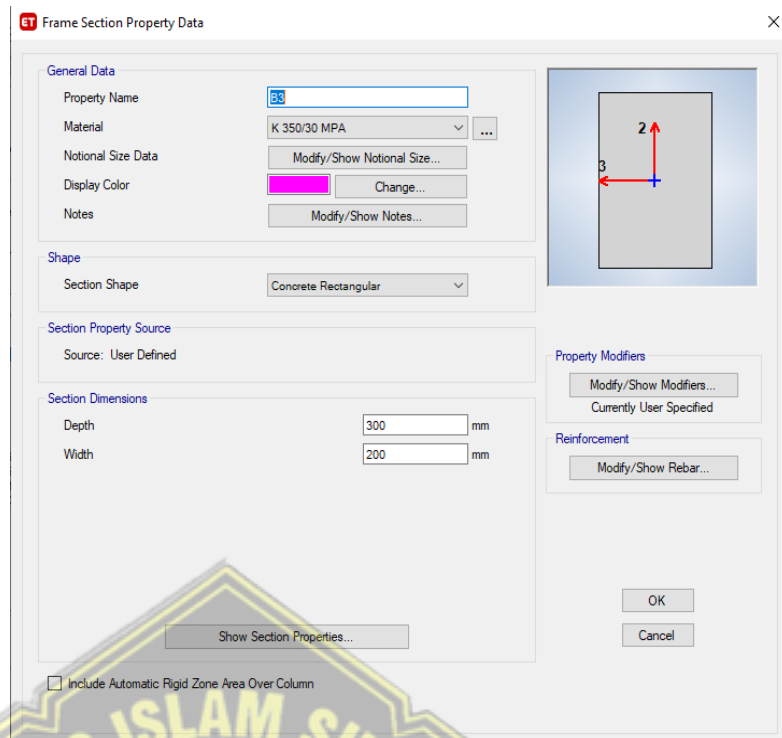 ET Frame Section Property Data
General Data
Property Name B3
Material K 350/30 MPA ...
Notional Size Data Modify/Show Notional Size...
Display Color Change...
Notes Modify/Show Notes...
2
3
Shape
Section Shape Concrete Rectangular
Section Property Source
Source: User Defined
Property Modifiers
Modify/Show Modifiers...
Currently User Specified
Section Dimensions
Depth 300 mm
Width 200 mm
Reinforcement
Modify/Show Rebar...
OK
Show Section Properties...
Cancel
Include Automatic Rigid Zone Area Over Column
ISLAM